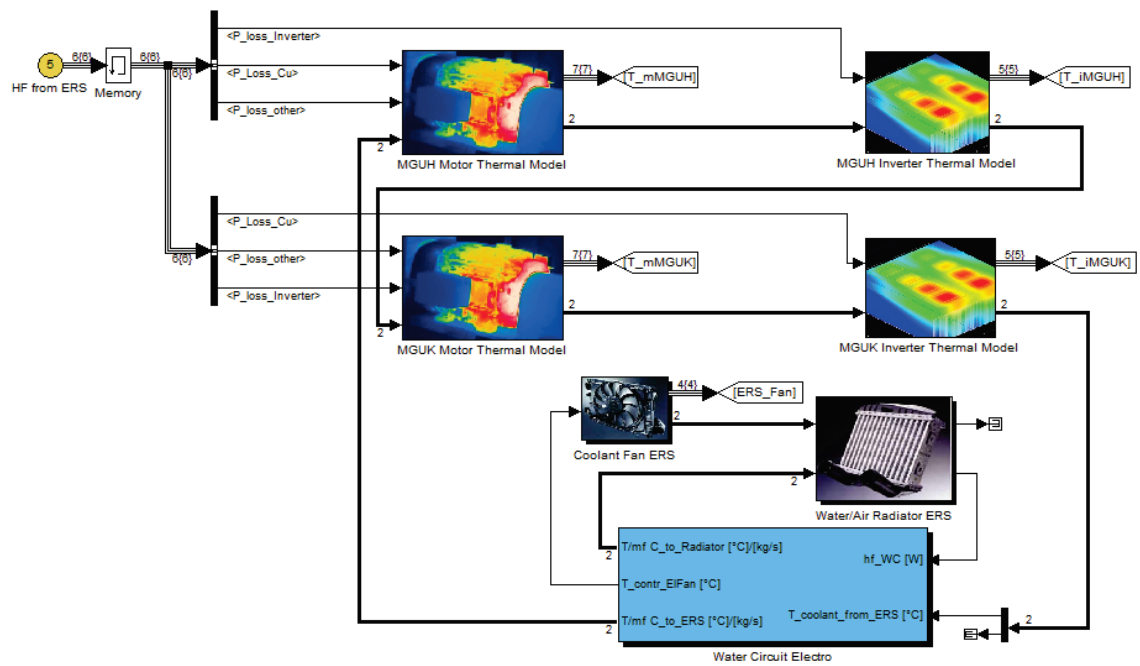 5
HF from ERS
6{6}
Memory
6{6}
6{6}
<P_loss_Inverter>
<P_Loss_Cu>
<P_loss_other>
2
MGUH Motor Thermal Model
7{7}
[T_mMGUH]
2
MGUH Inverter Thermal Model
5{5}
[T_iMGUH]
2
6{6}
<P_Loss_Cu>
<P_loss_other>
<P_loss_Inverter>
2
MGUK Motor Thermal Model
7{7}
[T_mMGUK]
2
MGUK Inverter Thermal Model
5{5}
[T_iMGUK]
2
4{4}
[ERS_Fan]
2
Coolant Fan ERS
2
Water/Air Radiator ERS
2
T/mf C_to_Radiator [°C]/[kg/s]
hf_WC [W]
T_contr_ElFan [°C]
2
T/mf C_to_ERS [°C]/[kg/s]
T_coolant_from_ERS [°C]
2
Water Circuit Electro